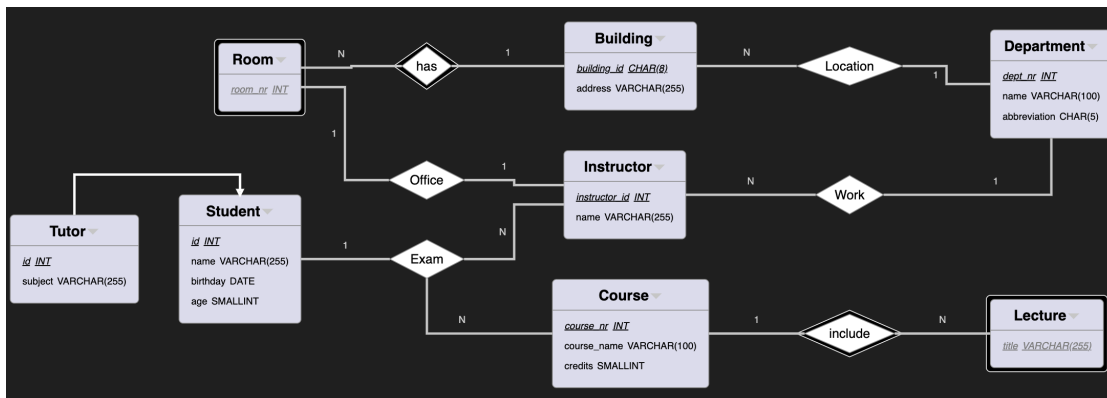 Room
room_nr INT
N
has
1
Building
building_id CHAR(8)
address VARCHAR(255)
N
Location
1
Department
dept_nr INT
name VARCHAR(100)
abbreviation CHAR(5)
1
Office
1
Instructor
instructor_id INT
name VARCHAR(255)
N
Work
1
Tutor
id INT
subject VARCHAR(255)
Student
id INT
name VARCHAR(255)
birthday DATE
age SMALLINT
1
Exam
N
N
Course
course_nr INT
course_name VARCHAR(100)
credits SMALLINT
1
include
N
Lecture
title VARCHAR(255)